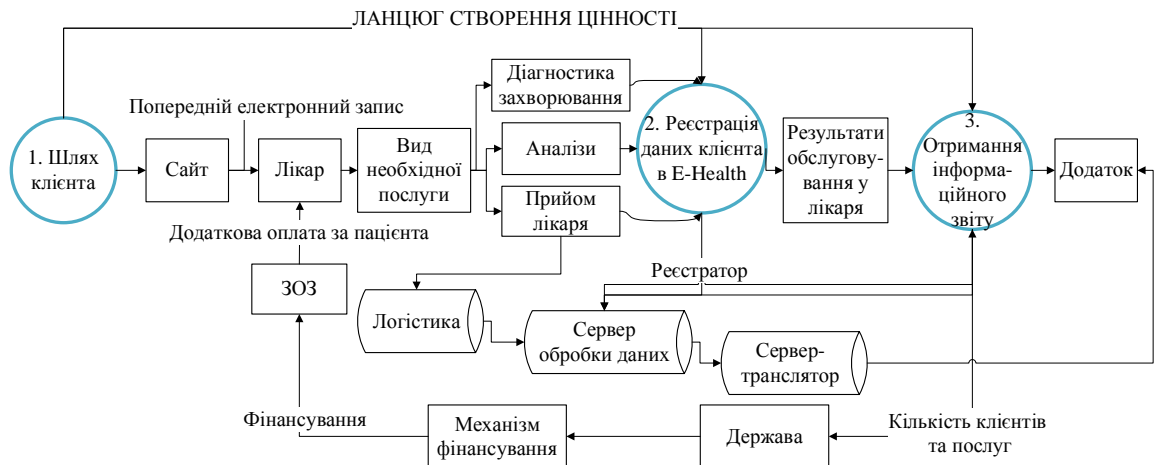 ЛАНЦЮГ СТВОРЕННЯ ЦІННОСТІ
Попередній електронний запис
1. Шлях
клієнта
Сайт
Лікар
Вид
необхідної
послуги
Діагностика
захворювання
Аналізи
Прийом
лікаря
2. Реєстрація
даних клієнта
в E-Health
Результати
обслугову-
вання у
лікаря
3.
Отримання
інформа-
ційного
звіту
Додаток
Додаткова оплата за пацієнта
ЗОЗ
Реєстратор
Логістика
Сервер
обробки даних
Сервер-
транслятор
Фінансування
Механізм
фінансування
Держава
Кількість клієнтів
та послуг